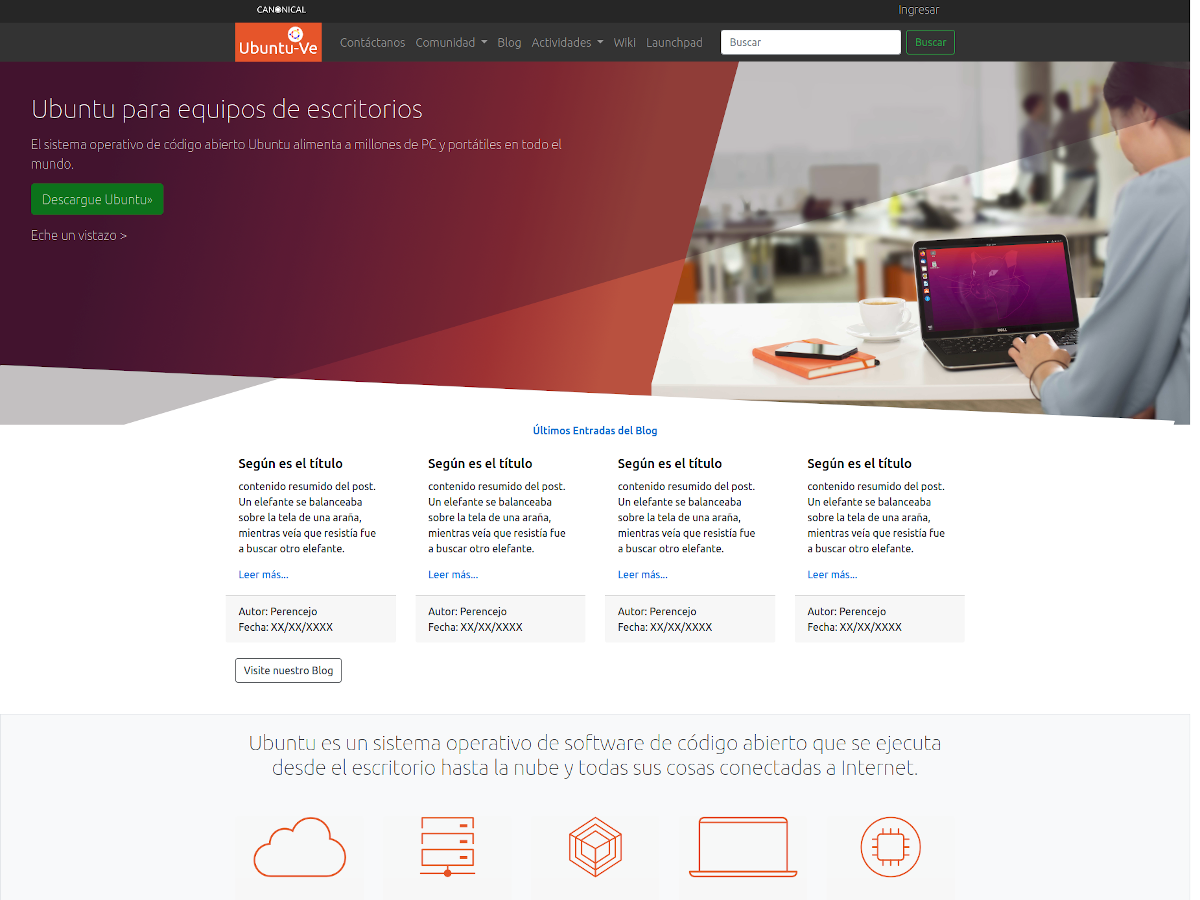 CANONICAL
Ingresar
Ubuntu-Ve
Contáctanos Comunidad Blog Actividades Wiki Launchpad Buscar Buscar
Ubuntu para equipos de escritorios
El sistema operativo de código abierto Ubuntu alimenta a millones de PC y portátiles en todo el
mundo.
Descargue Ubuntu»
Eche un vistazo >
DELL
Últimos Entradas del Blog
Según es el título
contenido resumido del post.
Un elefante se balanceaba
sobre la tela de una araña,
mientras veía que resistía fue
a buscar otro elefante.
Leer más...
Autor: Perencejo
Fecha: XX/XX/XXXX
Según es el título
contenido resumido del post.
Un elefante se balanceaba
sobre la tela de una araña,
mientras veía que resistía fue
a buscar otro elefante.
Leer más...
Autor: Perencejo
Fecha: XX/XX/XXXX
Según es el título
contenido resumido del post.
Un elefante se balanceaba
sobre la tela de una araña,
mientras veía que resistía fue
a buscar otro elefante.
Leer más...
Autor: Perencejo
Fecha: XX/XX/XXXX
Según es el título
contenido resumido del post.
Un elefante se balanceaba
sobre la tela de una araña,
mientras veía que resistía fue
a buscar otro elefante.
Leer más...
Autor: Perencejo
Fecha: XX/XX/XXXX
Visite nuestro Blog
Ubuntu es un sistema operativo de software de código abierto que se ejecuta
desde el escritorio hasta la nube y todas sus cosas conectadas a Internet.